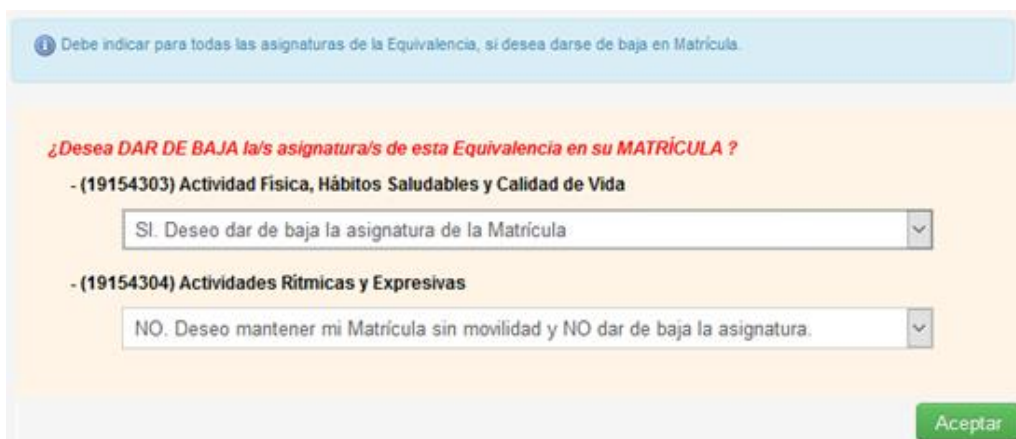 Debe indicar para todas las asignaturas de la Equivalencia, si desea darse de baja en Matrícula.
¿Desea DAR DE BAJA la/s asignatura/s de esta Equivalencia en su MATRÍCULA ?
- (19154303) Actividad Física, Hábitos Saludables y Calidad de Vida
SI. Deseo dar de baja la asignatura de la Matrícula
- (19154304) Actividades Rítmicas y Expresivas
NO. Deseo mantener mi Matrícula sin movilidad y NO dar de baja la asignatura.
Aceptar